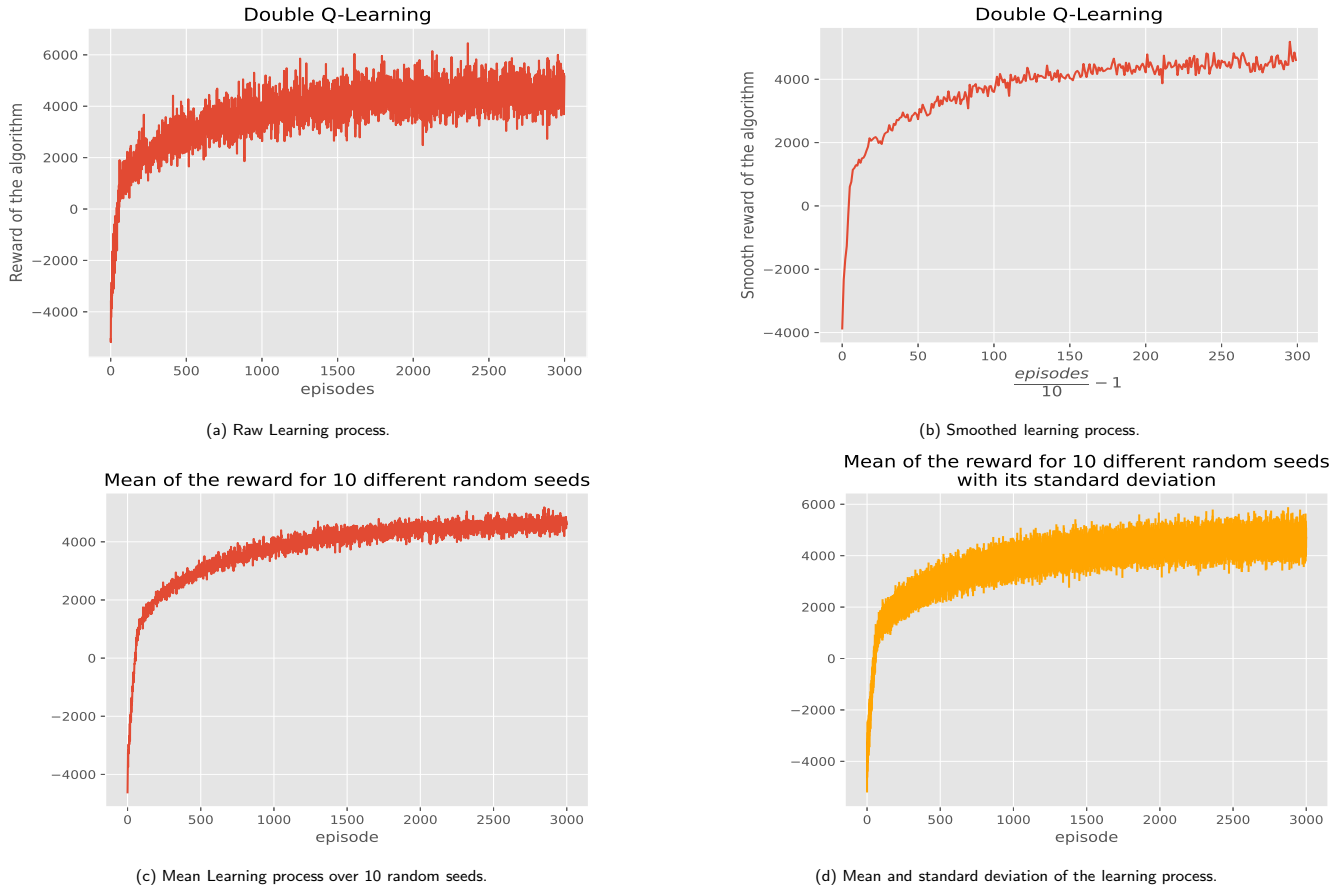 Double Q-Learning
Reward of the algorithm
6000
4000
2000
0
−2000
−4000
0 500 1000 1500 2000 2500 3000
episodes
(a) Raw Learning process.
Double Q-Learning
Smooth reward of the algorithm
4000
2000
0
−2000
−4000
0 50 100 150 200 250 300
episodes
10
− 1
(b) Smoothed learning process.
Mean of the reward for 10 different random seeds
4000
2000
0
−2000
−4000
0 500 1000 1500 2000 2500 3000
episode
(c) Mean Learning process over 10 random seeds.
Mean of the reward for 10 different random seeds
with its standard deviation
6000
4000
2000
0
−2000
−4000
0 500 1000 1500 2000 2500 3000
episode
(d) Mean and standard deviation of the learning process.